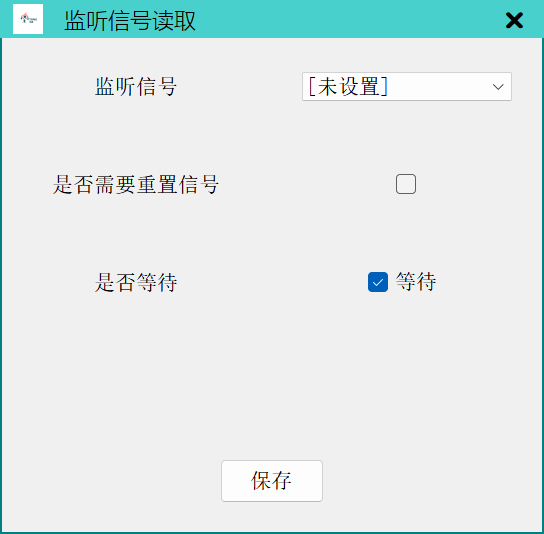 监听信号读取
监听信号 [未设置]
是否需要重置信号
是否等待 等待
保存